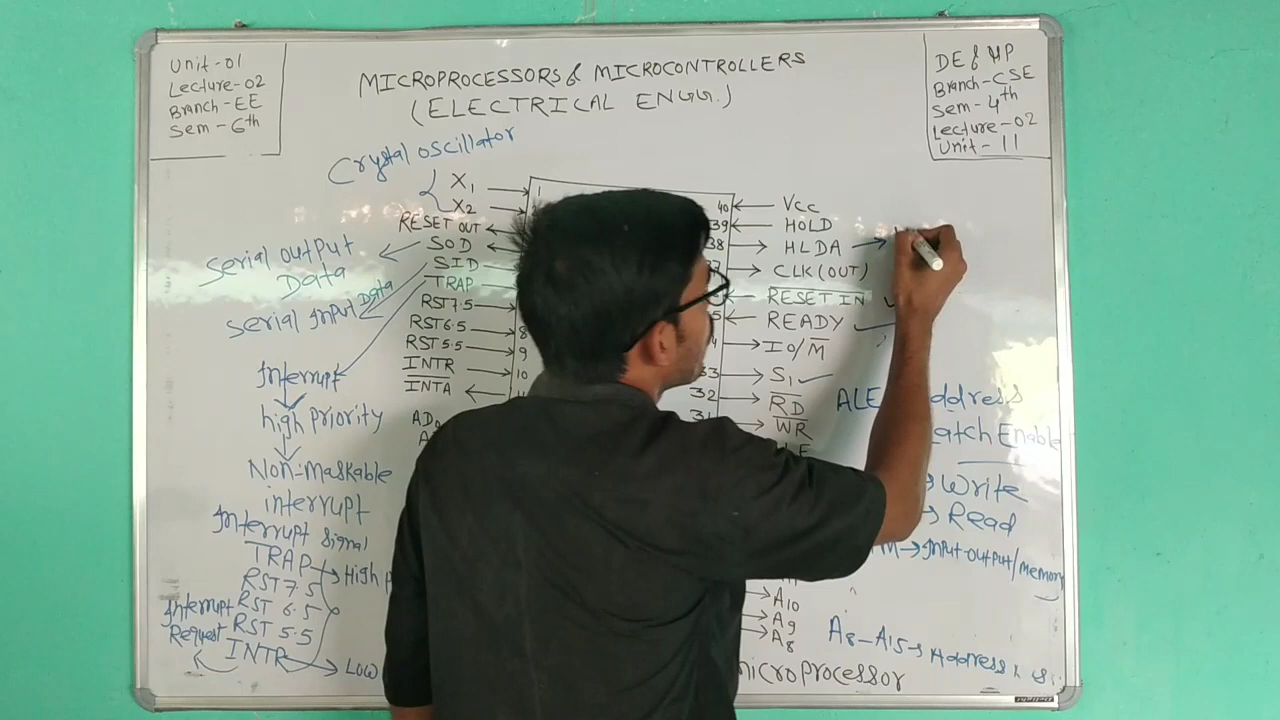 Unit-01
Lecture-02
Branch-EE
Sem-6th
MICROPROCESSORS & MICROCONTROLLERS
(ELECTRICAL ENGG.)
DE & MP
Branch-CSE
Sem-4th
Lecture-02
Unit-11
Crystal oscillator
X1
X2
RESET OUT
SOD
SID
TRAP
RST7.5
RST6.5
RST5.5
INTR
INTA
Serial output
Data
Serial Input Data
Interrupt
high Priority
Non-Maskable
interrupt
Interrupt Signal
TRAP → High
RST 7.5
Interrupt RST 6.5
Request RST 5.5
INTR → Low
1
8
9
10
40
39
38
33
32
Vcc
HOLD
HLDA →
CLK(OUT)
RESET IN
READY
IO/M
S1
RD
WR
ALE
Enable
→ Write
→ Read
M → Input-output/memory
A10
A9
A8
A8-A15 → Address
microprocessor